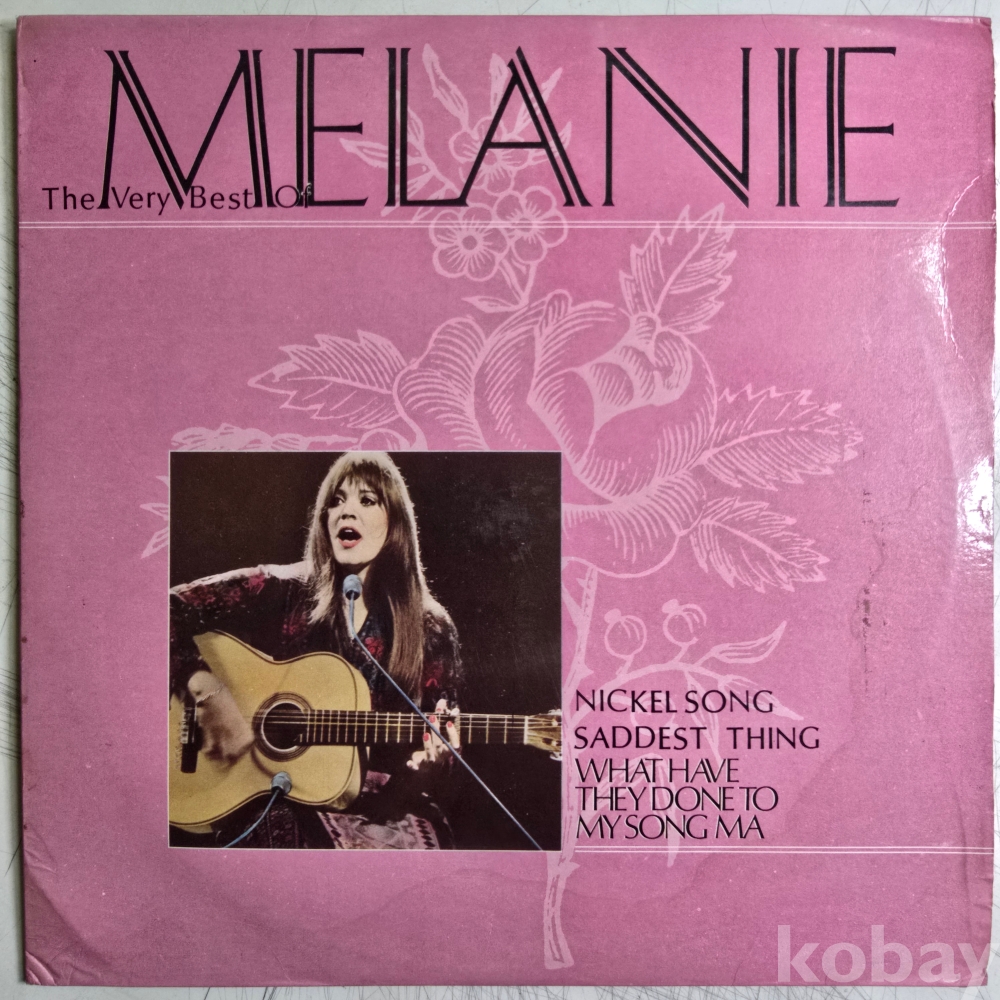 MELANIE
The Very Best Of
NICKEL SONG
SADDEST THING
WHAT HAVE
THEY DONE TO
MY SONG MA
kobay